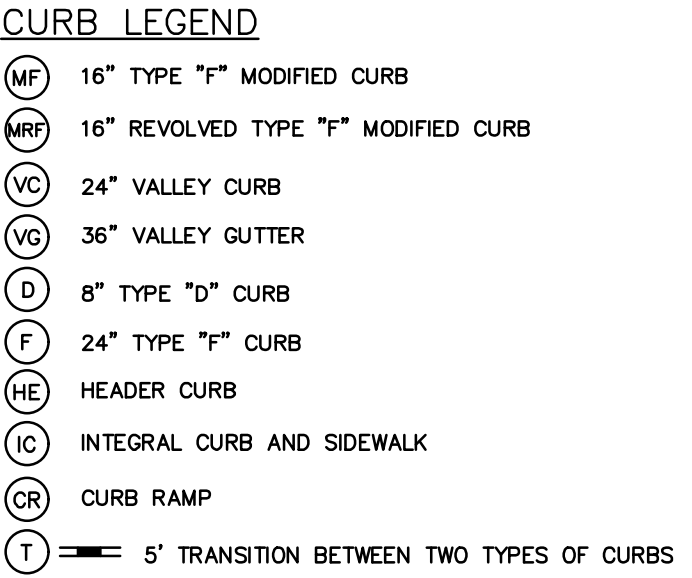 CURB LEGEND
MF 16" TYPE "F" MODIFIED CURB
MRF 16" REVOLVED TYPE "F" MODIFIED CURB
VC 24" VALLEY CURB
VG 36" VALLEY GUTTER
D 8" TYPE "D" CURB
F 24" TYPE "F" CURB
HE HEADER CURB
IC INTEGRAL CURB AND SIDEWALK
CR CURB RAMP
T 5' TRANSITION BETWEEN TWO TYPES OF CURBS